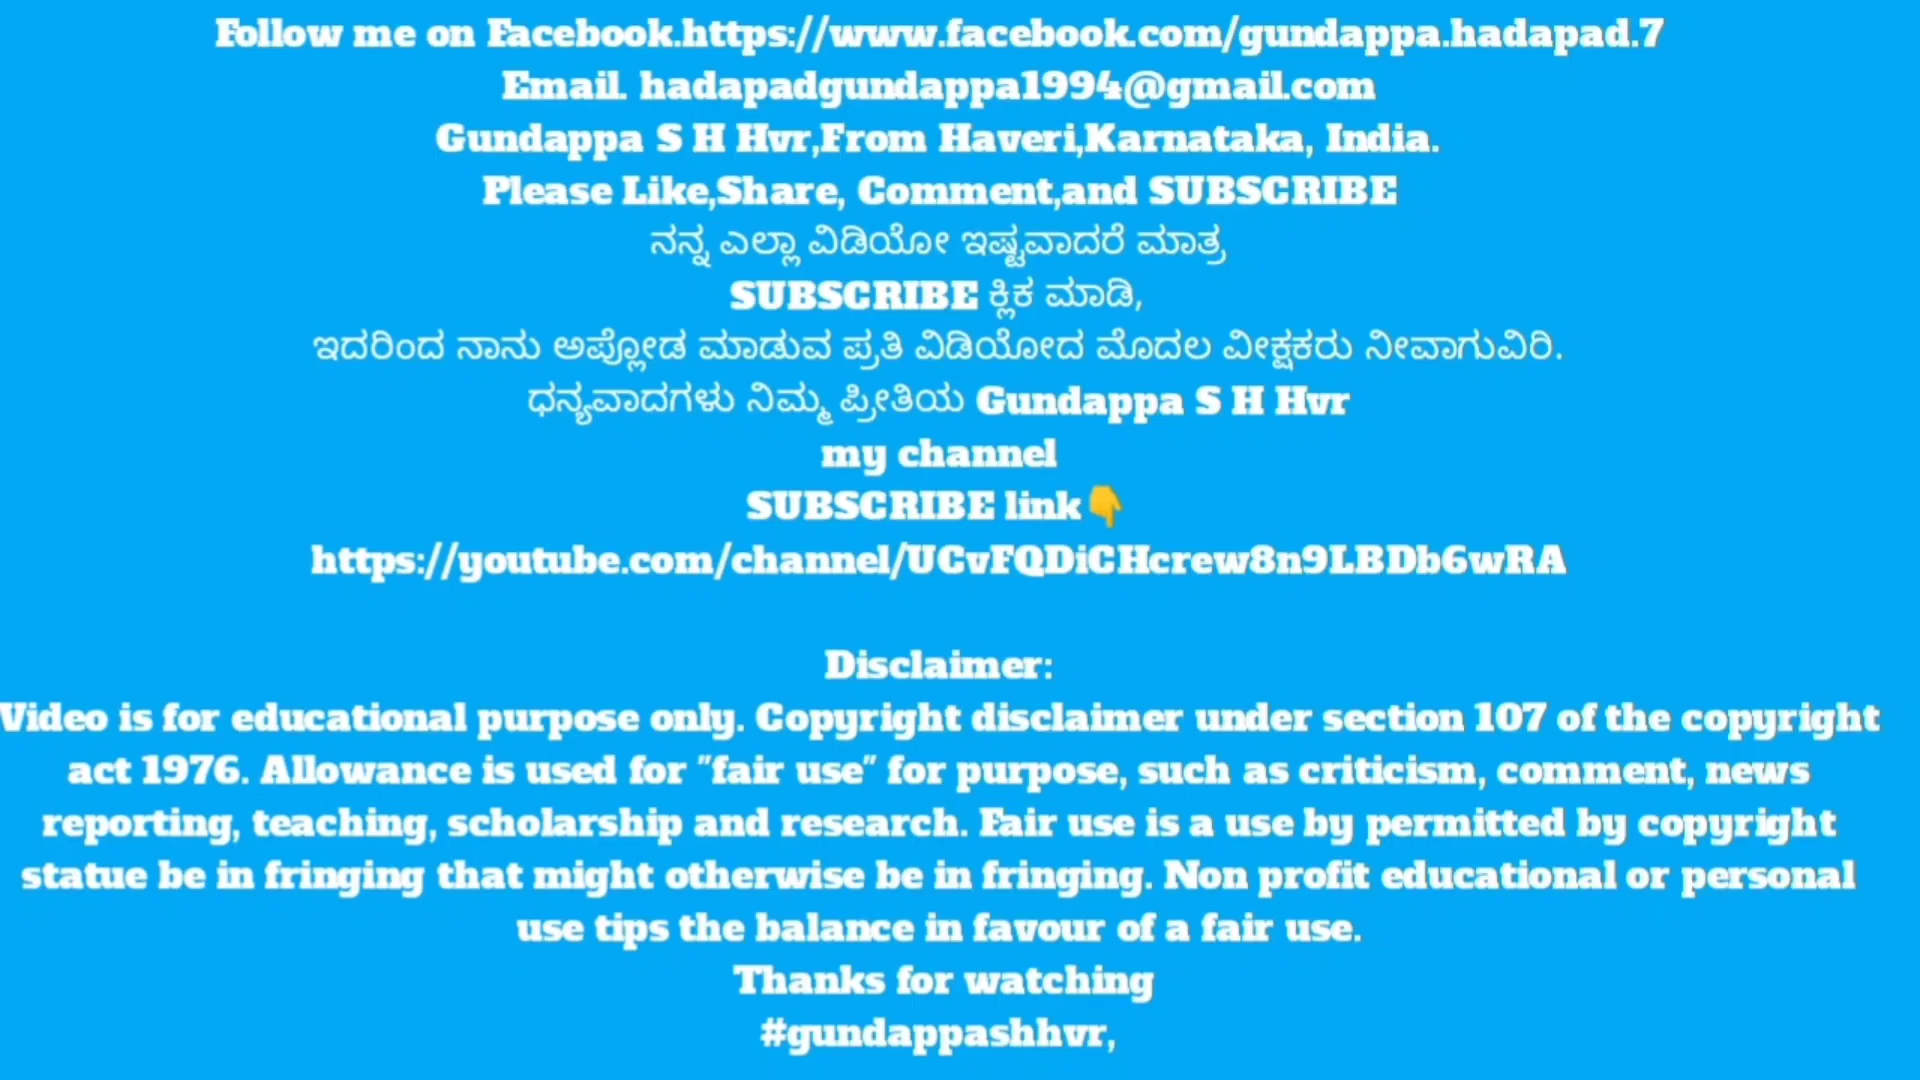 Follow me on Facebook.https://www.facebook.com/gundappa.hadapad.7
Email. hadapadgundappa1994@gmail.com
Gundappa S H Hvr,From Haveri,Karnataka, India.
Please Like,Share, Comment,and SUBSCRIBE
ನನ್ನ ಎಲ್ಲಾ ವಿಡಿಯೋ ಇಷ್ಟವಾದರೆ ಮಾತ್ರ
SUBSCRIBE ಕ್ಲಿಕ ಮಾಡಿ,
ಇದರಿಂದ ನಾನು ಅಪ್ಲೋಡ ಮಾಡುವ ಪ್ರತಿ ವಿಡಿಯೋದ ಮೊದಲ ವೀಕ್ಷಕರು ನೀವಾಗುವಿರಿ.
ಧನ್ಯವಾದಗಳು ನಿಮ್ಮ ಪ್ರೀತಿಯ Gundappa S H Hvr
my channel
SUBSCRIBE link👇
https://youtube.com/channel/UCvFQDiCHcrew8n9LBDb6wRA
Disclaimer:
Video is for educational purpose only. Copyright disclaimer under section 107 of the copyright
act 1976. Allowance is used for "fair use" for purpose, such as criticism, comment, news
reporting, teaching, scholarship and research. Fair use is a use by permitted by copyright
statue be in fringing that might otherwise be in fringing. Non profit educational or personal
use tips the balance in favour of a fair use.
Thanks for watching
#gundappashhvr,